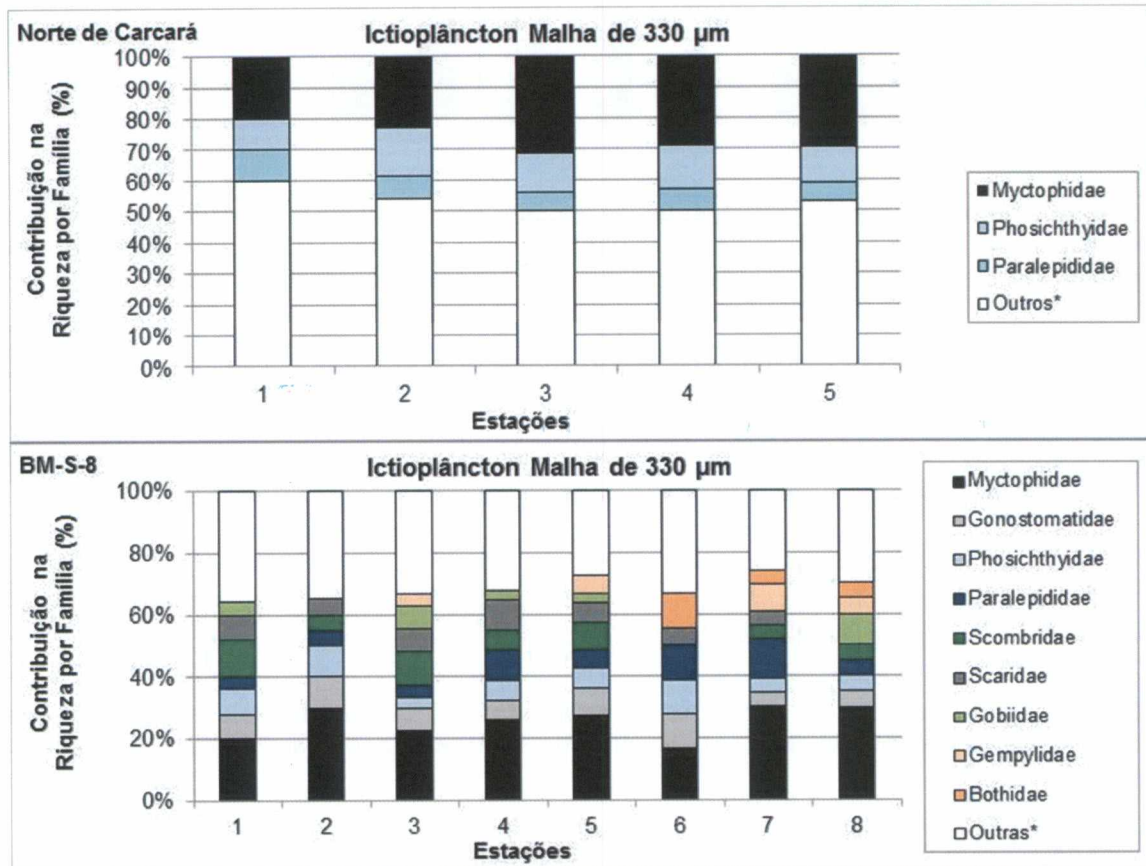 Norte de Carcará
Ictioplâncton Malha de 330 µm
Contribuição na
Riqueza por Família (%)
100%
90%
80%
70%
60%
50%
40%
30%
20%
10%
0%
1 2 3 4 5
Estações
Myctophidae
Phosichthyidae
Paralepididae
Outros*
BM-S-8
Ictioplâncton Malha de 330 µm
Contribuição na
Riqueza por Família (%)
100%
80%
60%
40%
20%
0%
1 2 3 4 5 6 7 8
Estações
Myctophidae
Gonostomatidae
Phosichthyidae
Paralepididae
Scombridae
Scaridae
Gobiidae
Gempylidae
Bothidae
Outras*